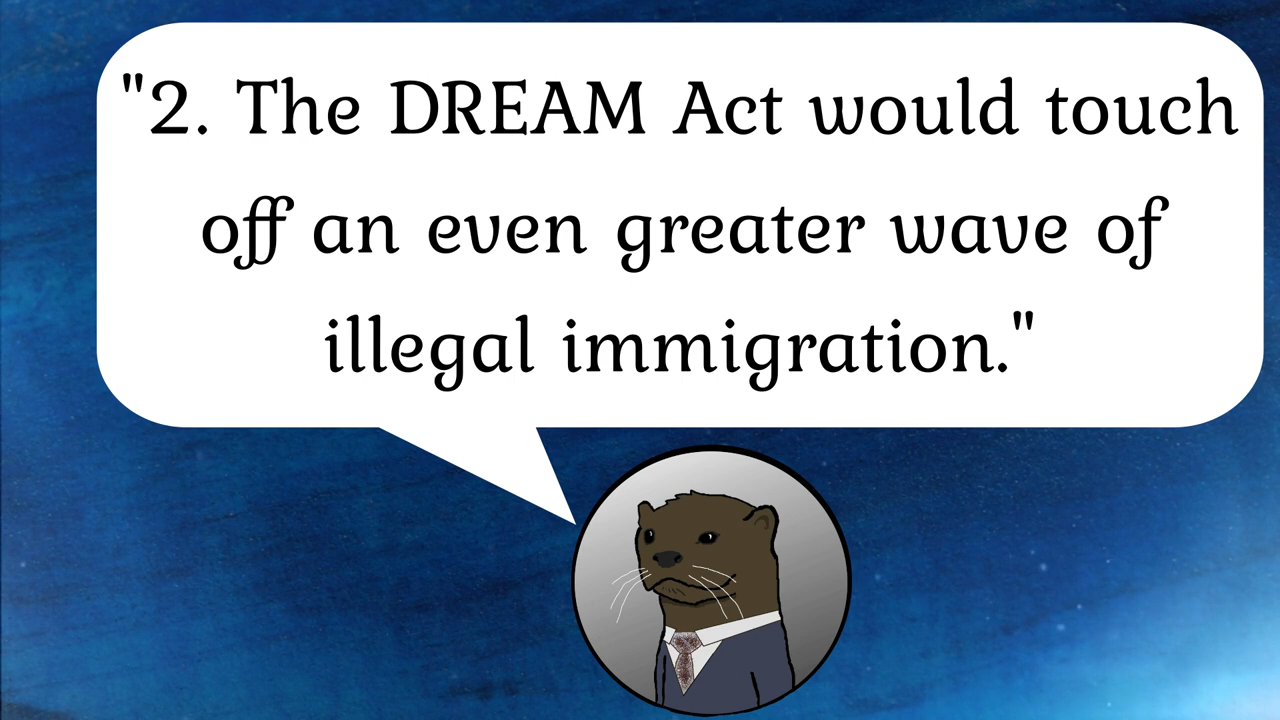 "2. The DREAM Act would touch
off an even greater wave of
illegal immigration."